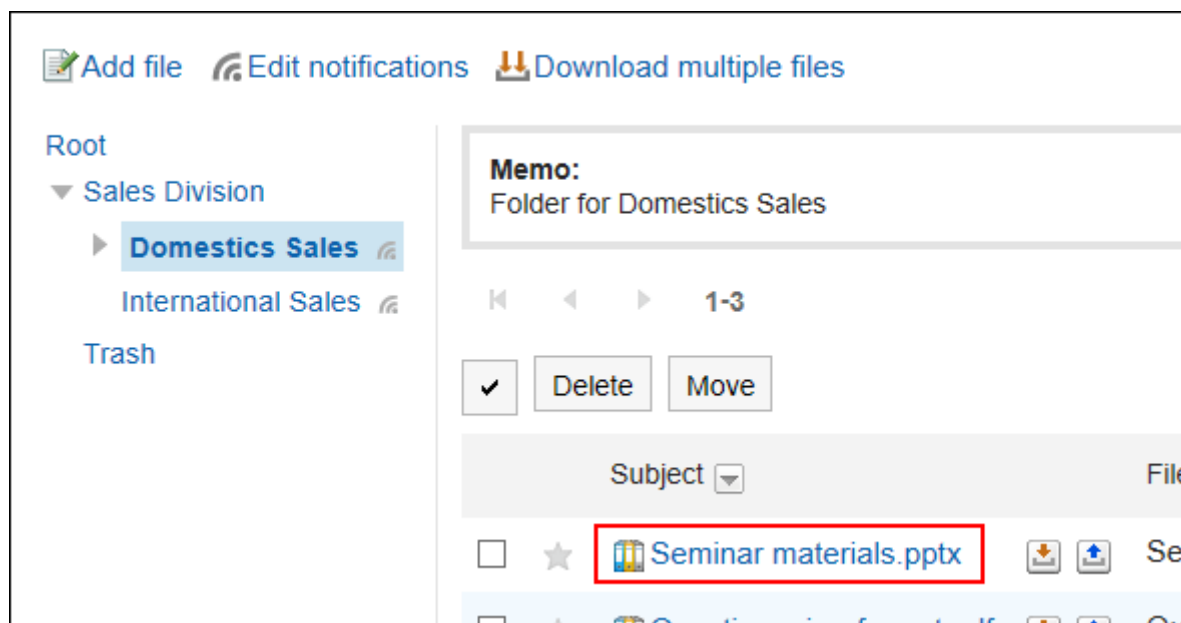 Add file Edit notifications Download multiple files
Root
Sales Division
Domestics Sales
International Sales
Trash
Memo:
Folder for Domestics Sales
1-3
Delete Move
Subject
Seminar materials.pptx